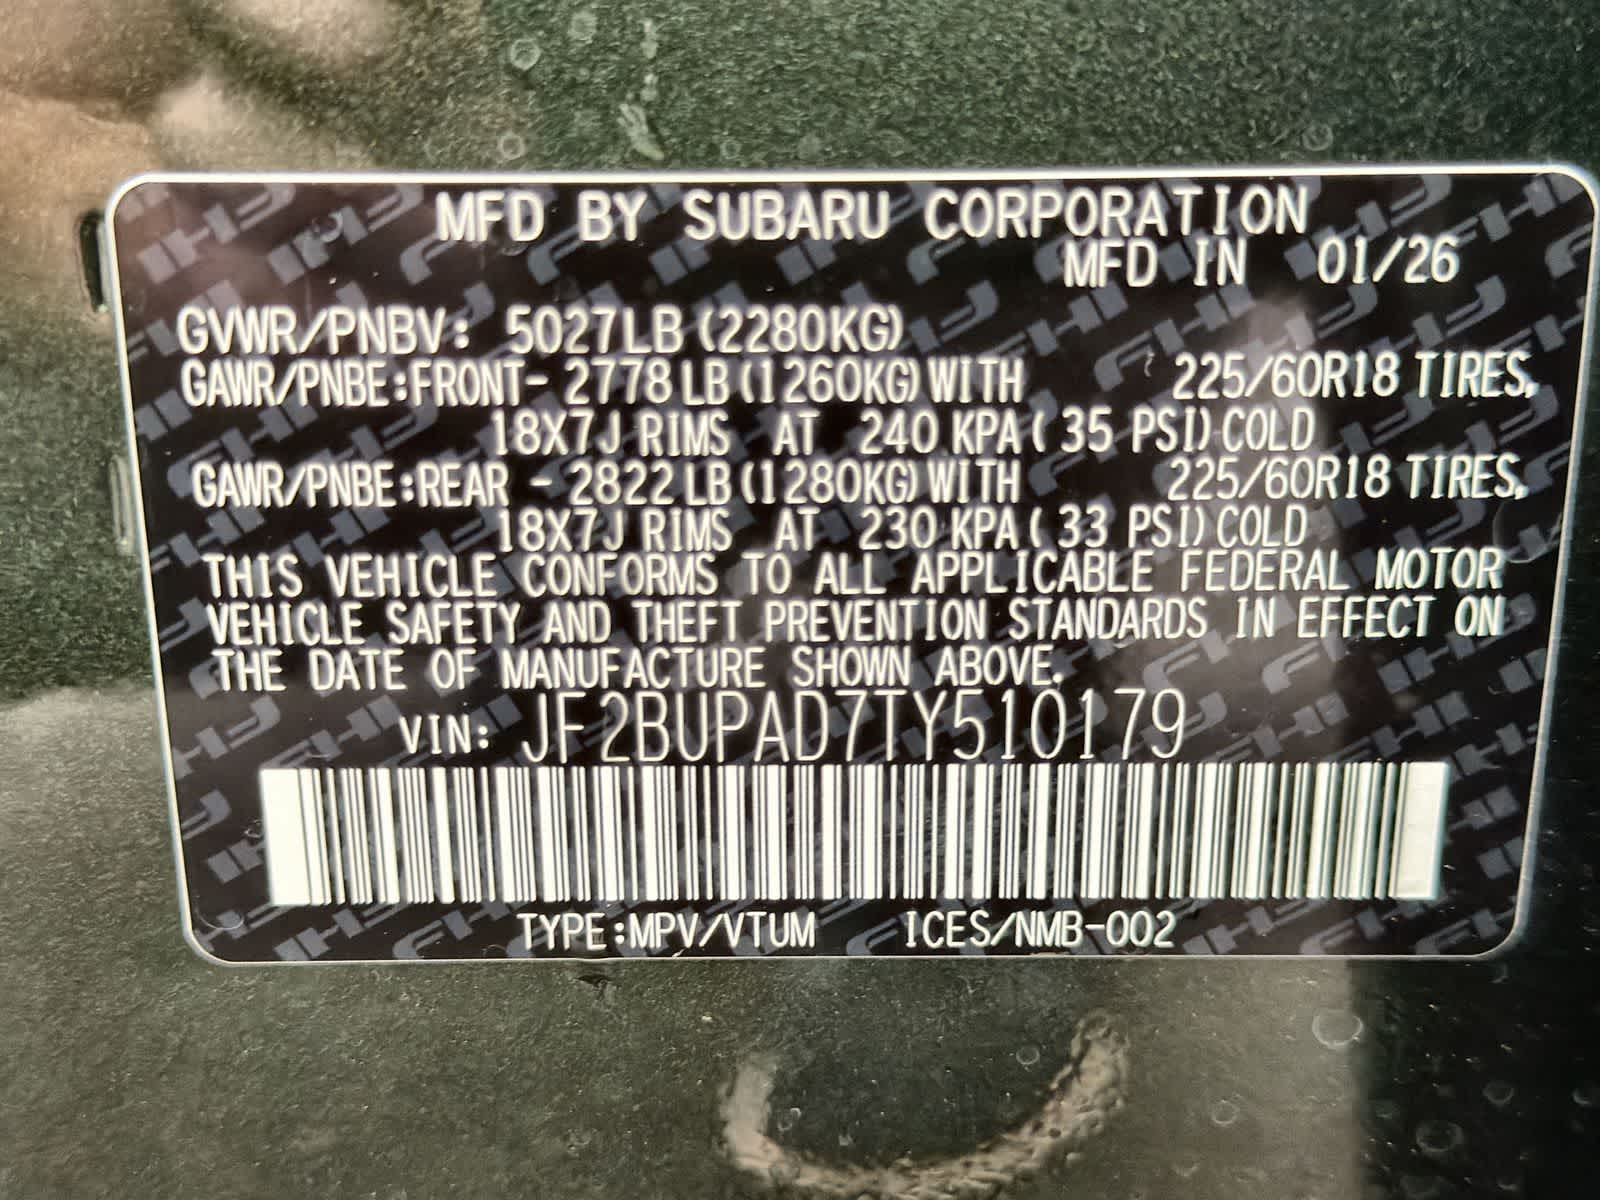 MFD BY SUBARU CORPORATION
MFD IN 01/26
GVWR/PNBV: 5027LB (2280KG)
GAWR/PNBE:FRONT- 2778 LB (1260KG) WITH 225/60R18 TIRES,
18X7J RIMS AT 240 KPA ( 35 PSI) COLD
GAWR/PNBE:REAR - 2822 LB (1280KG) WITH 225/60R18 TIRES,
18X7J RIMS AT 230 KPA ( 33 PSI) COLD
THIS VEHICLE CONFORMS TO ALL APPLICABLE FEDERAL MOTOR
VEHICLE SAFETY AND THEFT PREVENTION STANDARDS IN EFFECT ON
THE DATE OF MANUFACTURE SHOWN ABOVE.
VIN: JF2BUPAD7TY510179
TYPE:MPV/VTUM ICES/NMB-002